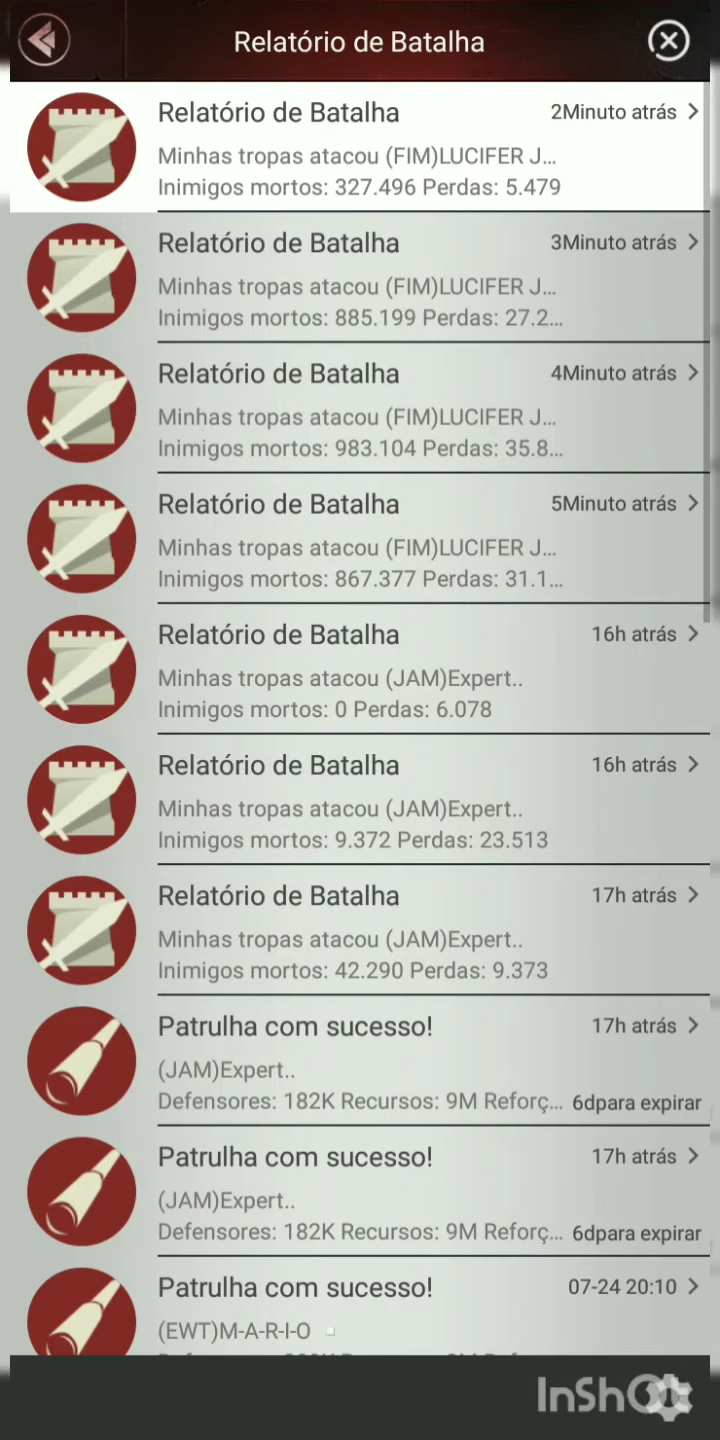 Relatório de Batalha
Relatório de Batalha 2Minuto atrás
Minhas tropas atacou (FIM)LUCIFER J...
Inimigos mortos: 327.496 Perdas: 5.479
Relatório de Batalha 3Minuto atrás
Minhas tropas atacou (FIM)LUCIFER J...
Inimigos mortos: 885.199 Perdas: 27.2...
Relatório de Batalha 4Minuto atrás
Minhas tropas atacou (FIM)LUCIFER J...
Inimigos mortos: 983.104 Perdas: 35.8...
Relatório de Batalha 5Minuto atrás
Minhas tropas atacou (FIM)LUCIFER J...
Inimigos mortos: 867.377 Perdas: 31.1...
Relatório de Batalha 16h atrás
Minhas tropas atacou (JAM)Expert..
Inimigos mortos: 0 Perdas: 6.078
Relatório de Batalha 16h atrás
Minhas tropas atacou (JAM)Expert..
Inimigos mortos: 9.372 Perdas: 23.513
Relatório de Batalha 17h atrás
Minhas tropas atacou (JAM)Expert..
Inimigos mortos: 42.290 Perdas: 9.373
Patrulha com sucesso! 17h atrás
(JAM)Expert..
Defensores: 182K Recursos: 9M Reforç... 6dpara expirar
Patrulha com sucesso! 17h atrás
(JAM)Expert..
Defensores: 182K Recursos: 9M Reforç... 6dpara expirar
Patrulha com sucesso! 07-24 20:10
(EWT)M-A-R-I-O
InShOt